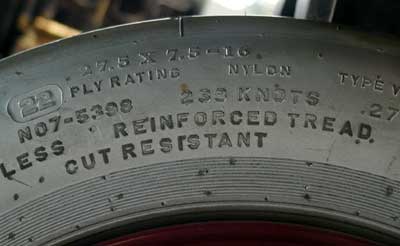 27.5 X 7.5-16
22 PLY RATING NYLON TYPE V
N07-5398 235 KNOTS .27
LESS REINFORCED TREAD
CUT RESISTANT